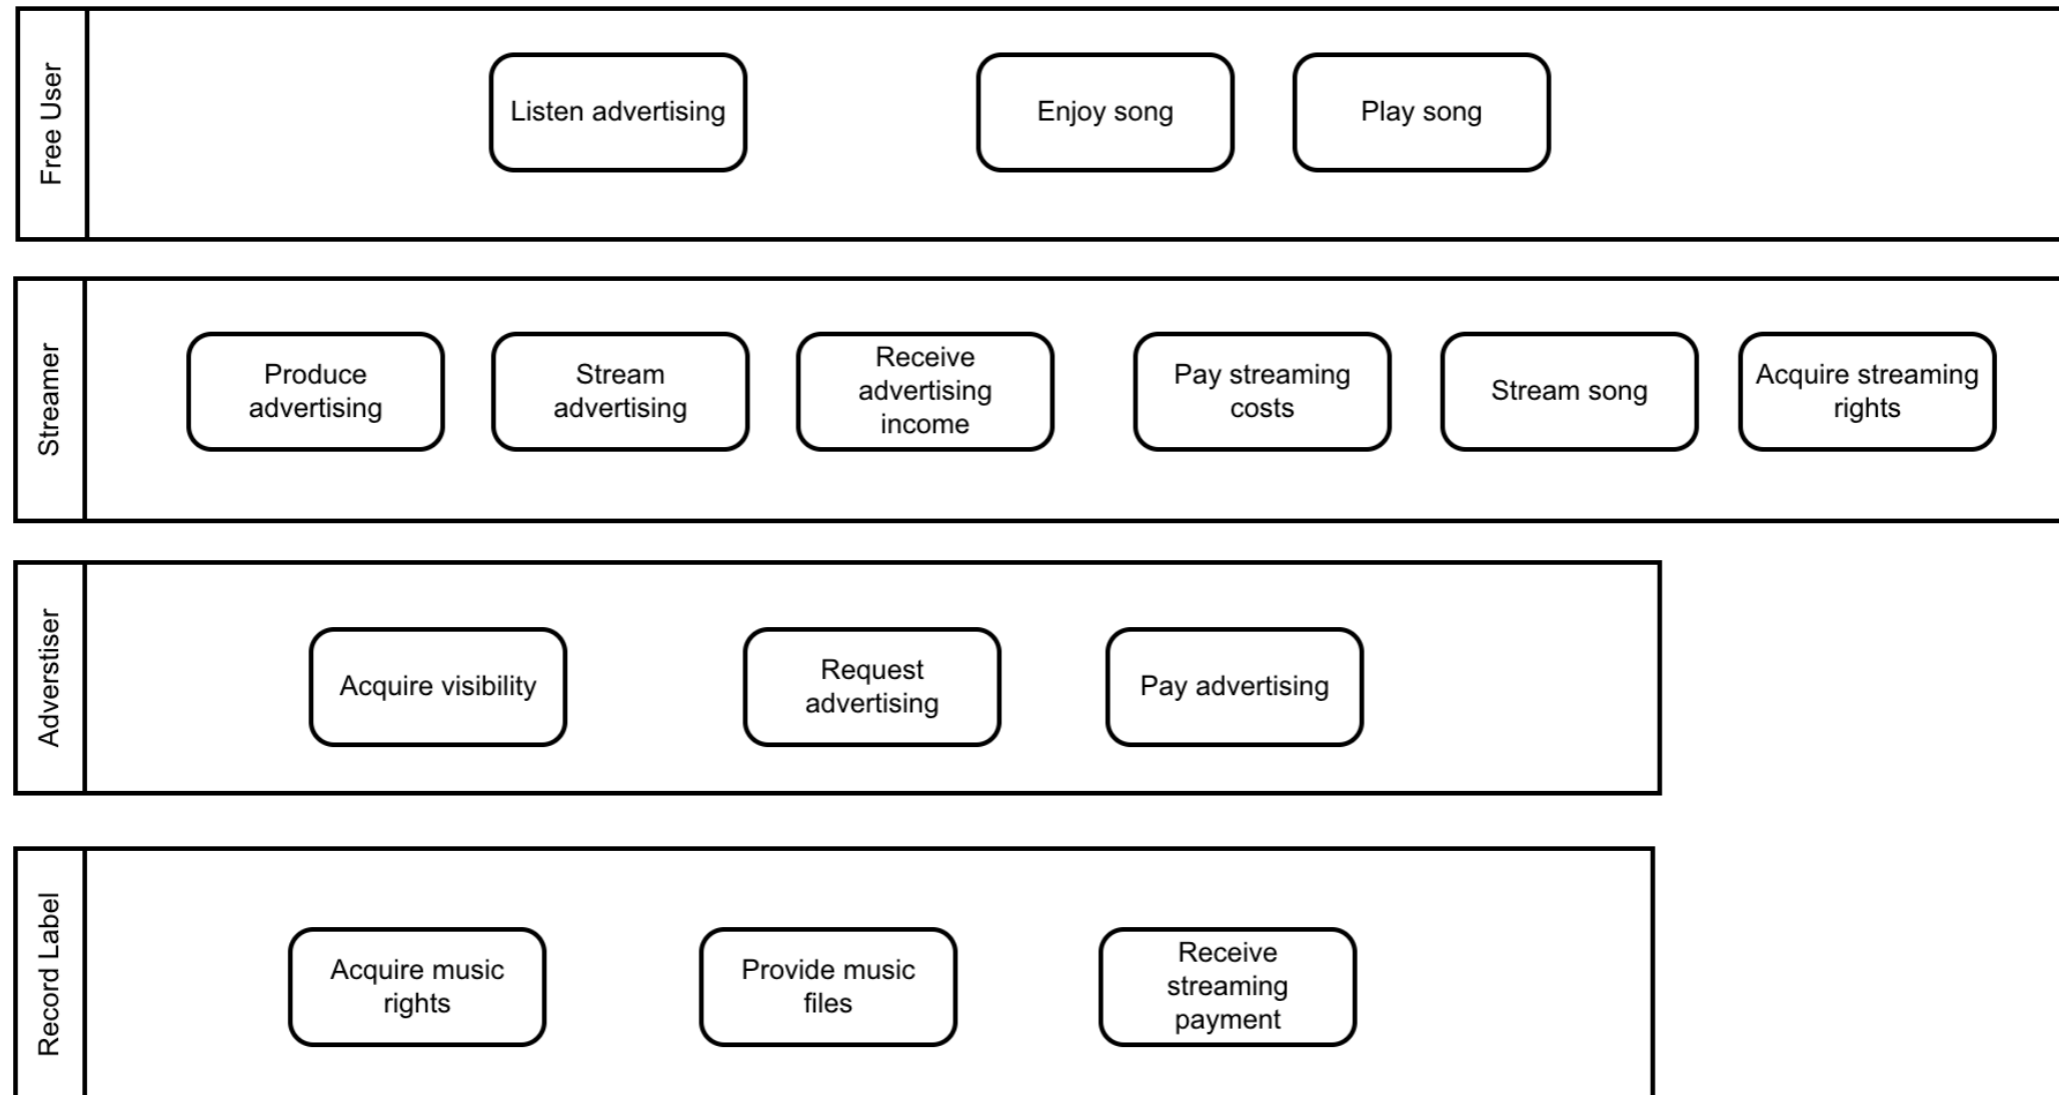 Free User
Listen advertising
Enjoy song
Play song
Streamer
Produce
advertising
Stream
advertising
Receive
advertising
income
Pay streaming
costs
Stream song
Acquire streaming
rights
Adverstiser
Acquire visibility
Request
advertising
Pay advertising
Record Label
Acquire music
rights
Provide music
files
Receive
streaming
payment